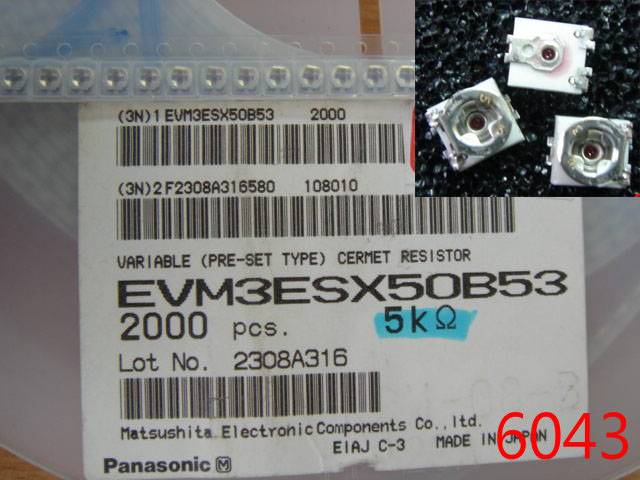 (3N)1 EVM3ESX50B53 2000
(3N)2 F2308A316580 108010
VARIABLE (PRE-SET TYPE) CERMET RESISTOR
EVM3ESX50B53
2000 pcs. 5kΩ
Lot No. 2308A316
Matsushita Electronic Components Co., ltd.
EIAJ C-3 MADE IN JAPAN
Panasonic M
6043